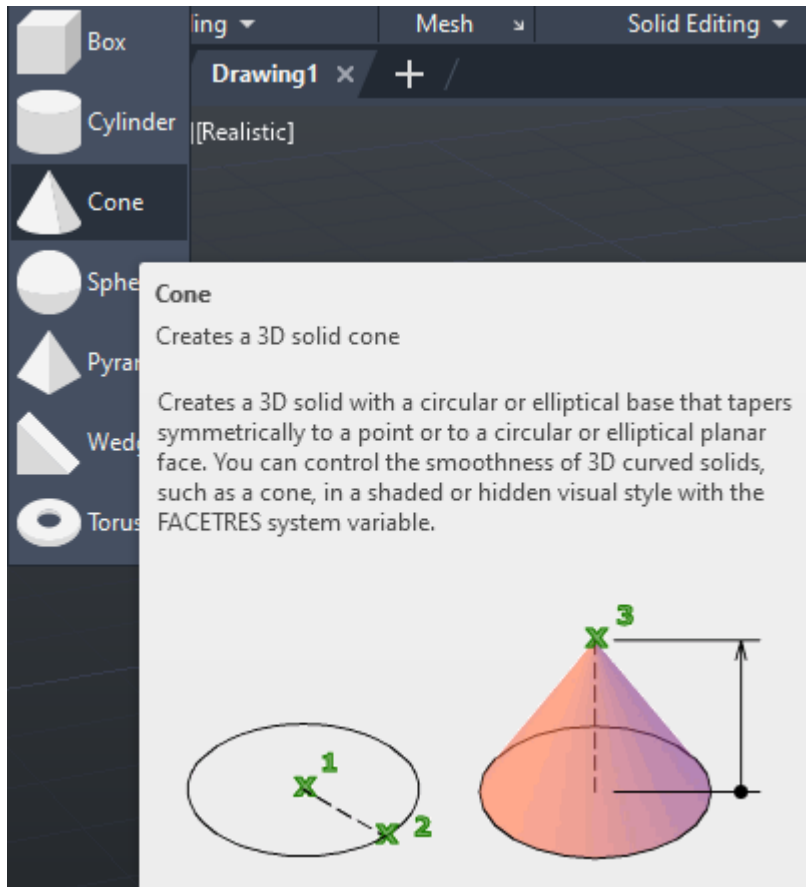 Box
ing
Mesh
Solid Editing
Drawing1
Cylinder
[Realistic]
Cone
Cone
Creates a 3D solid cone
Creates a 3D solid with a circular or elliptical base that tapers
symmetrically to a point or to a circular or elliptical planar
face. You can control the smoothness of 3D curved solids,
such as a cone, in a shaded or hidden visual style with the
FACETRES system variable.
Sphe
Pyrar
Wed
Torus
3
1
2